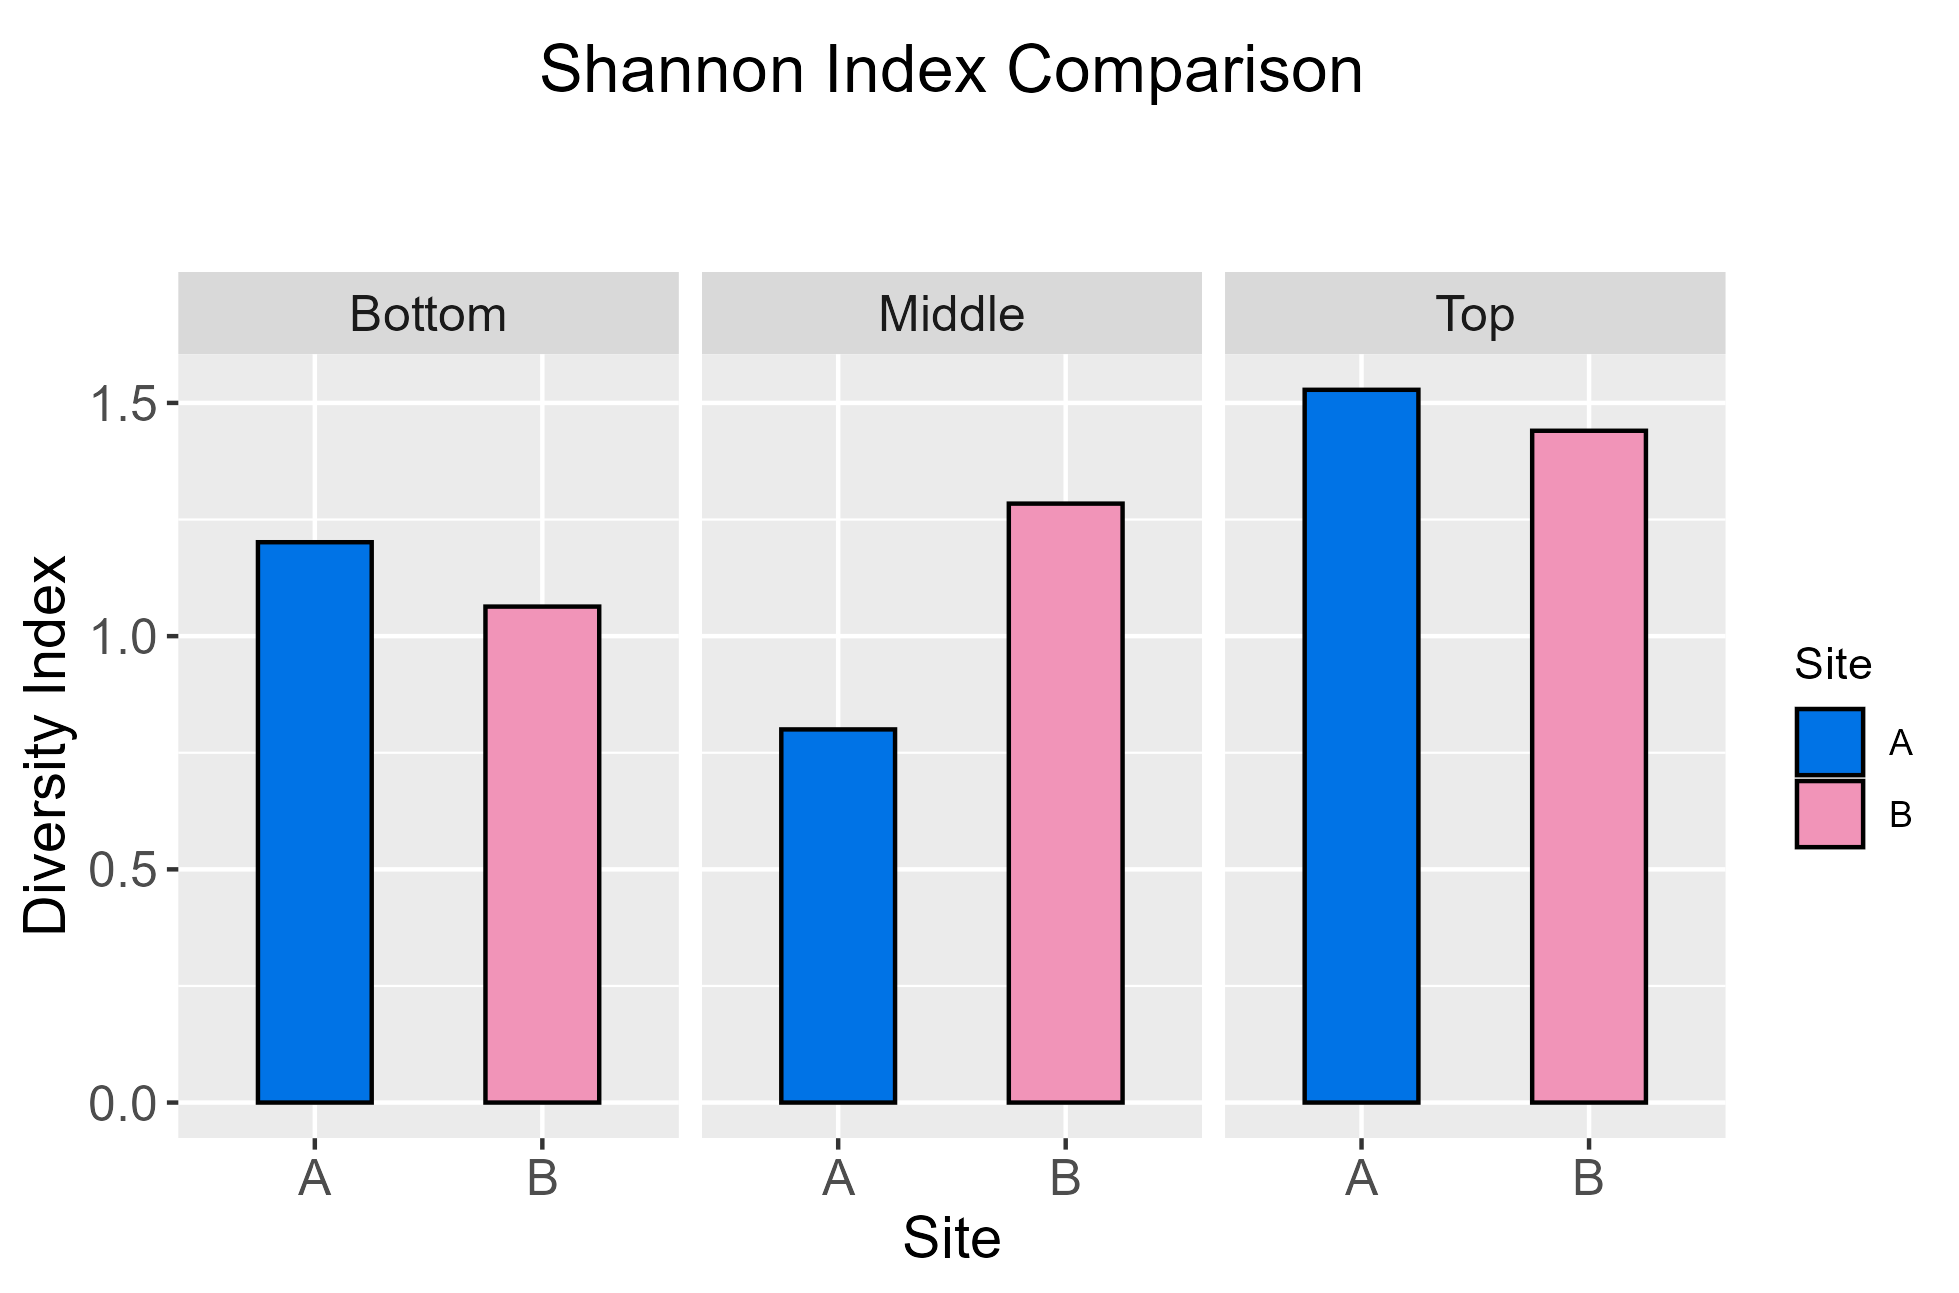 Shannon Index Comparison
Bottom Middle Top
1.5
1.0
0.5
0.0
Diversity Index
A B A B A B
Site
Site
A
B